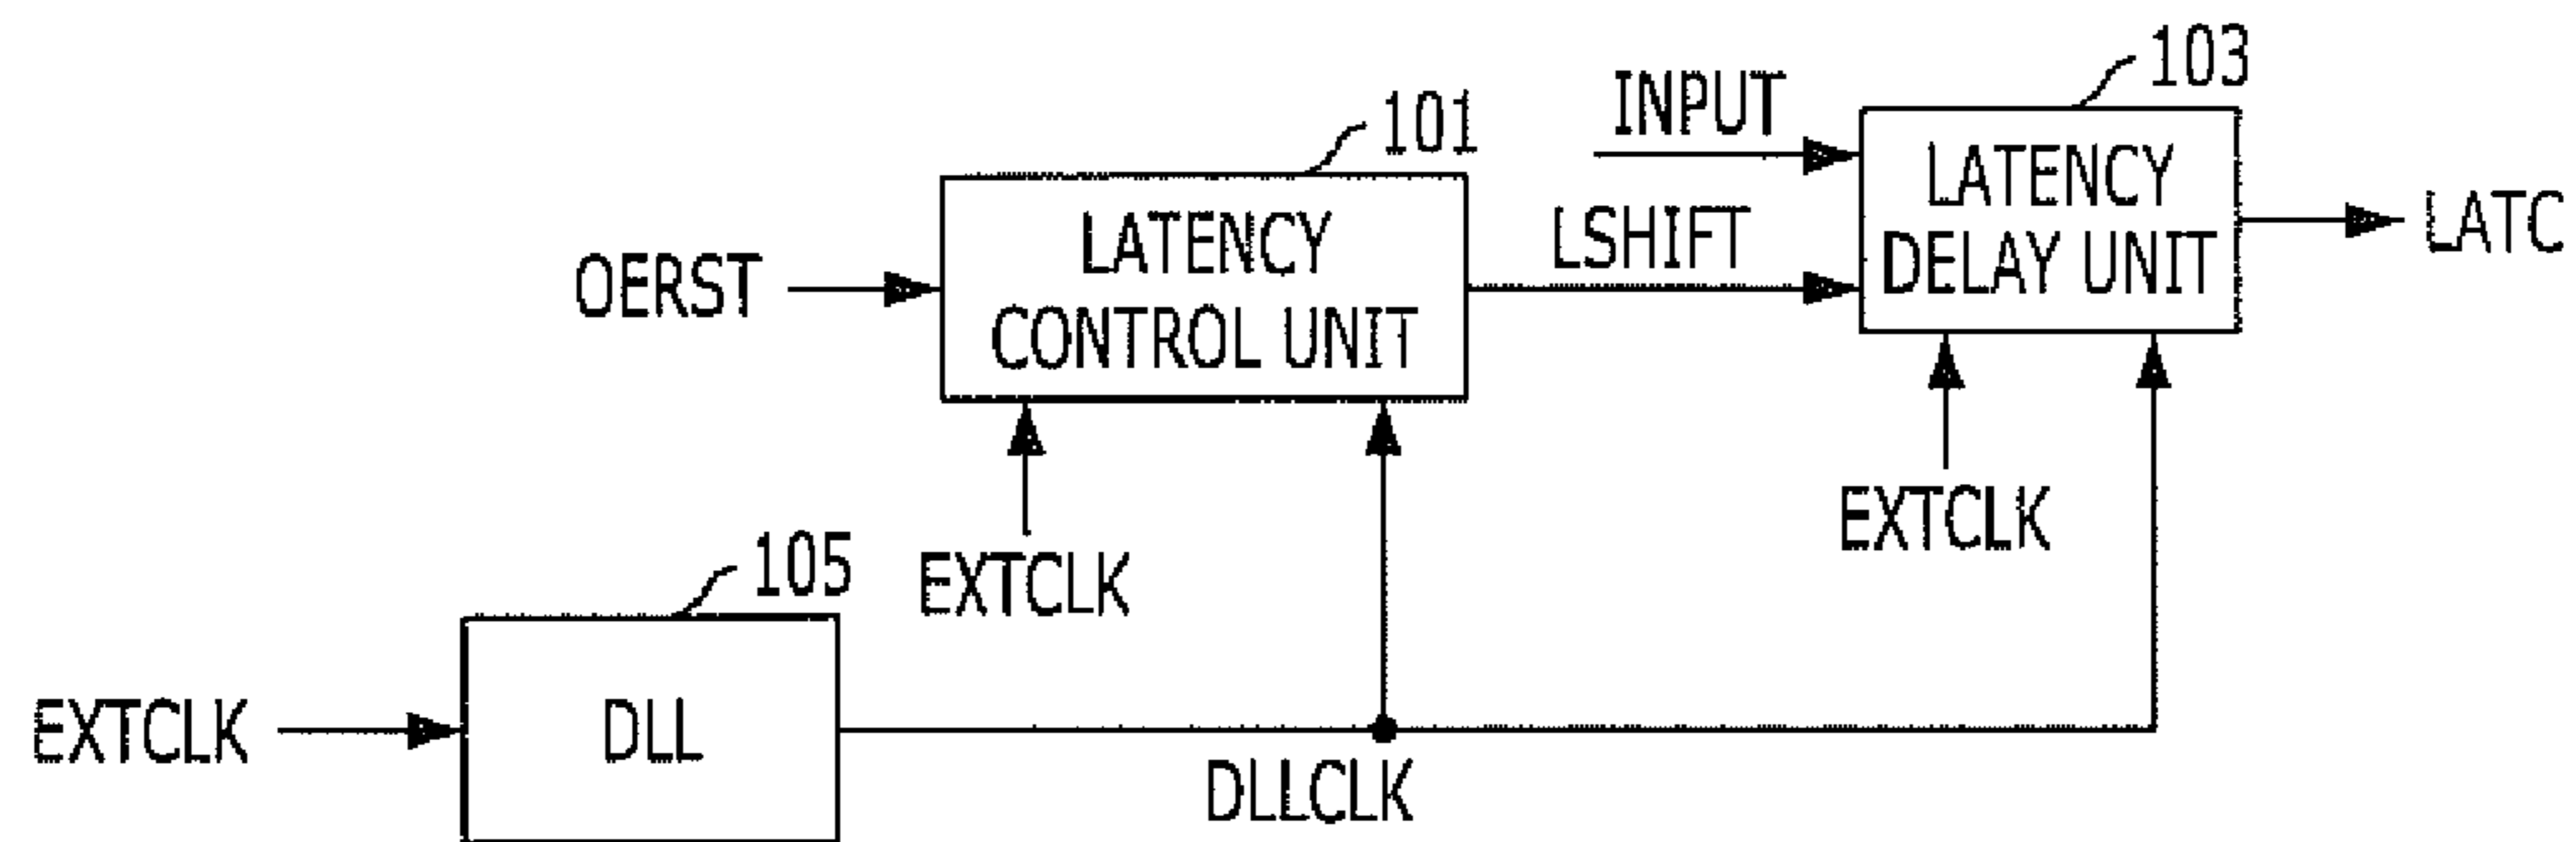 103
INPUT
101
LATENCY
DELAY UNIT
LATC
LATENCY
CONTROL UNIT
OERST
LSHIFT
EXTCLK
EXTCLK
105
EXTCLK
DLL
DLLCLK